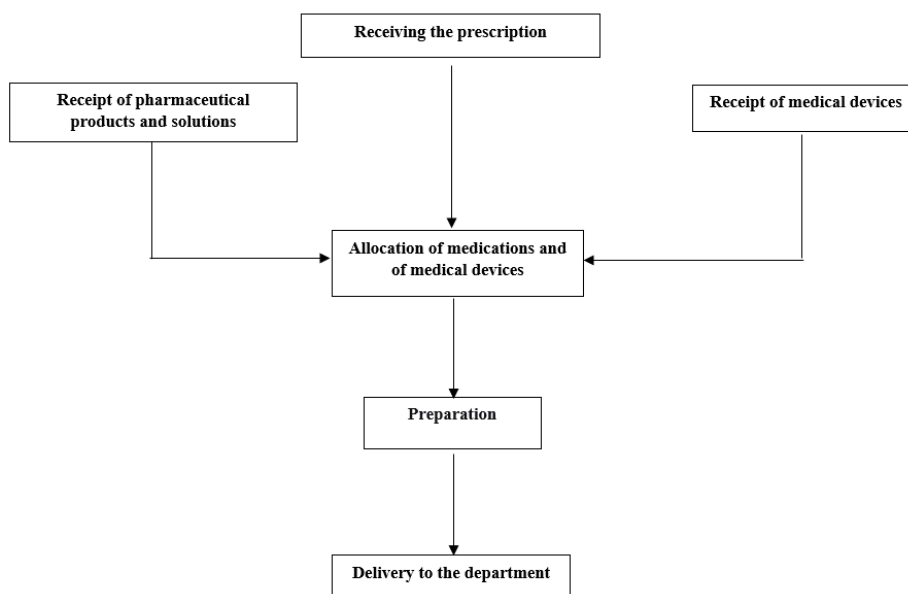 Receiving the prescription
Receipt of pharmaceutical
products and solutions
Receipt of medical devices
Allocation of medications and
of medical devices
Preparation
Delivery to the department